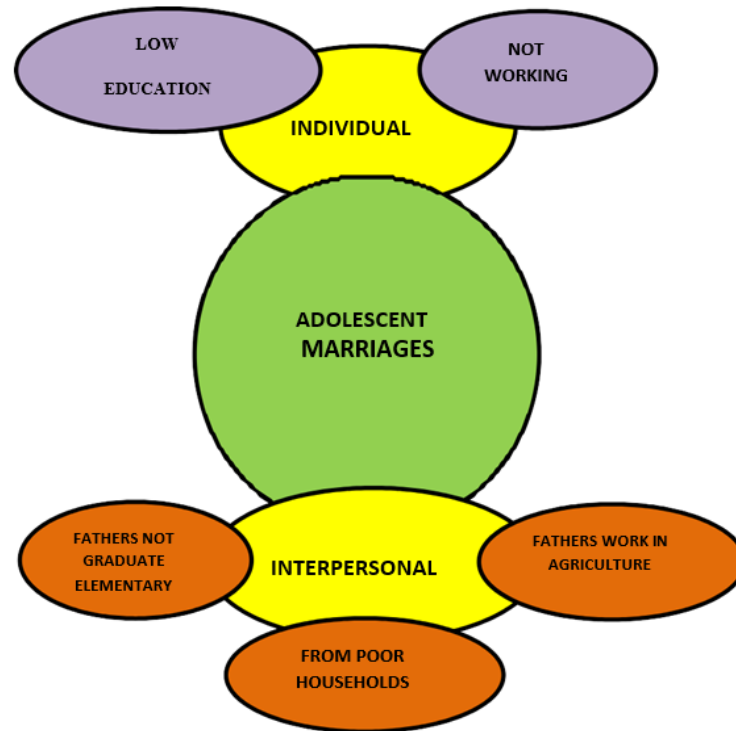 LOW
EDUCATION
NOT
WORKING
INDIVIDUAL
ADOLESCENT
MARRIAGES
FATHERS NOT
GRADUATE
ELEMENTARY
INTERPERSONAL
FATHERS WORK IN
AGRICULTURE
FROM POOR
HOUSEHOLDS